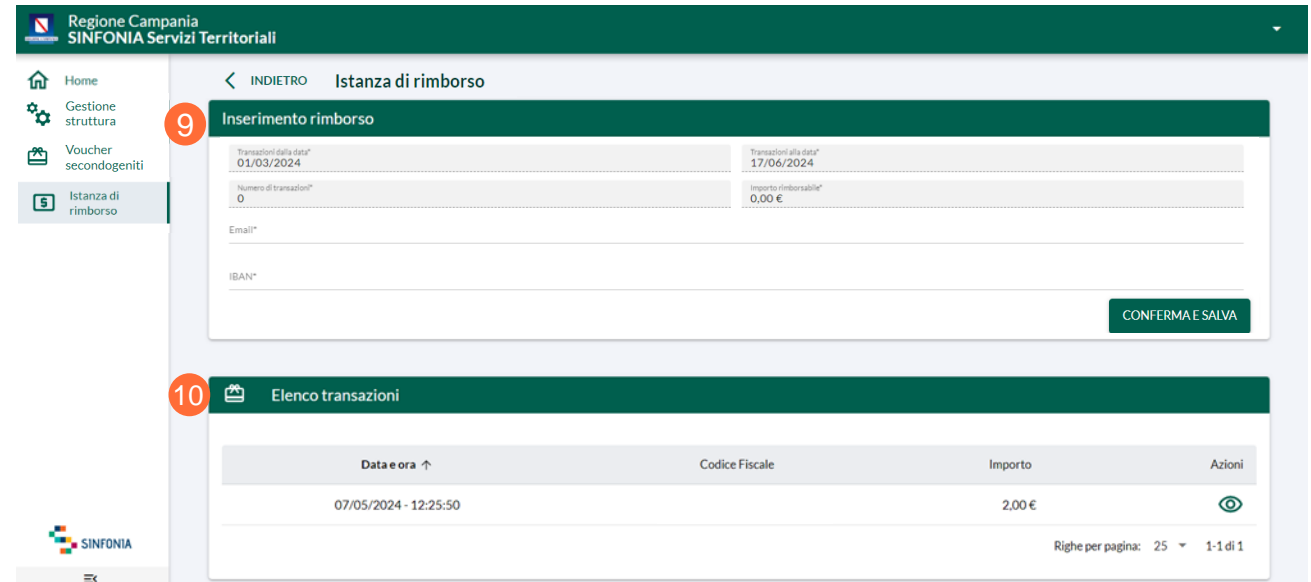 Regione Campania
SINFONIA Servizi Territoriali
Home
Gestione
struttura
Voucher
secondogeniti
Istanza di
rimborso
INDIETRO Istanza di rimborso
9 Inserimento rimborso
Transazioni dalla data* Transazioni alla data*
01/03/2024 17/06/2024
Numero di transazioni* Importo rimborsabile*
0 0,00 €
Email*
IBAN*
CONFERMA E SALVA
10 Elenco transazioni
Data e ora ↑ Codice Fiscale Importo Azioni
07/05/2024 - 12:25:50 2,00 €
Righe per pagina: 25 1-1 di 1
SINFONIA